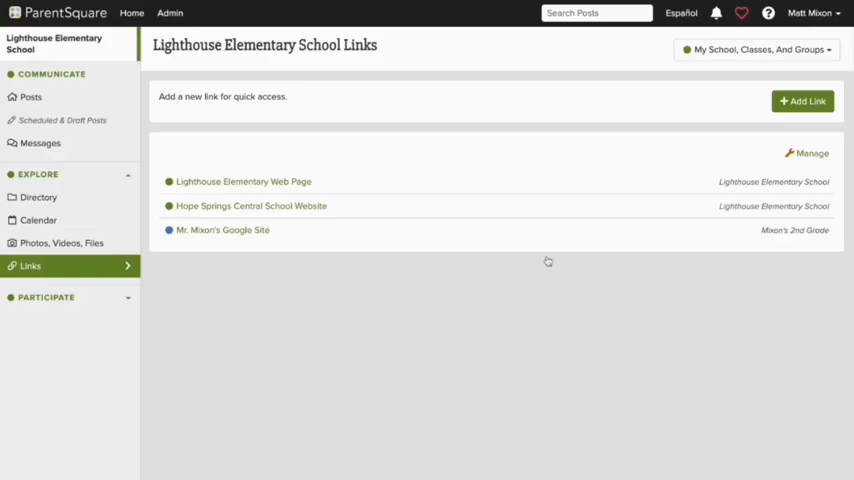 ParentSquare
Home
Admin
Search Posts
Español
Matt Mixon
Lighthouse Elementary
School
COMMUNICATE
Posts
Scheduled & Draft Posts
Messages
EXPLORE
Directory
Calendar
Photos, Videos, Files
Links
PARTICIPATE
Lighthouse Elementary School Links
My School, Classes, And Groups
Add a new link for quick access.
+ Add Link
Manage
Lighthouse Elementary Web Page
Lighthouse Elementary School
Hope Springs Central School Website
Lighthouse Elementary School
Mr. Mixon's Google Site
Mixon's 2nd Grade